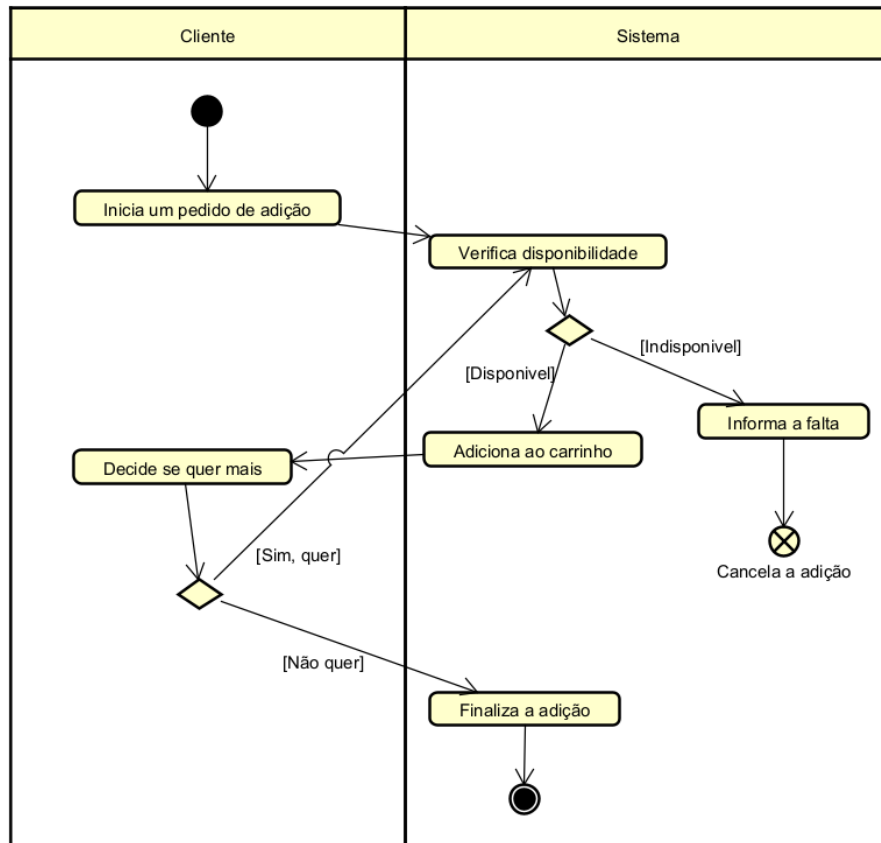 Cliente
Sistema
Inicia um pedido de adição
Verifica disponibilidade
[Indisponivel]
[Disponivel]
Informa a falta
Adiciona ao carrinho
Decide se quer mais
[Sim, quer]
Cancela a adição
[Não quer]
Finaliza a adição